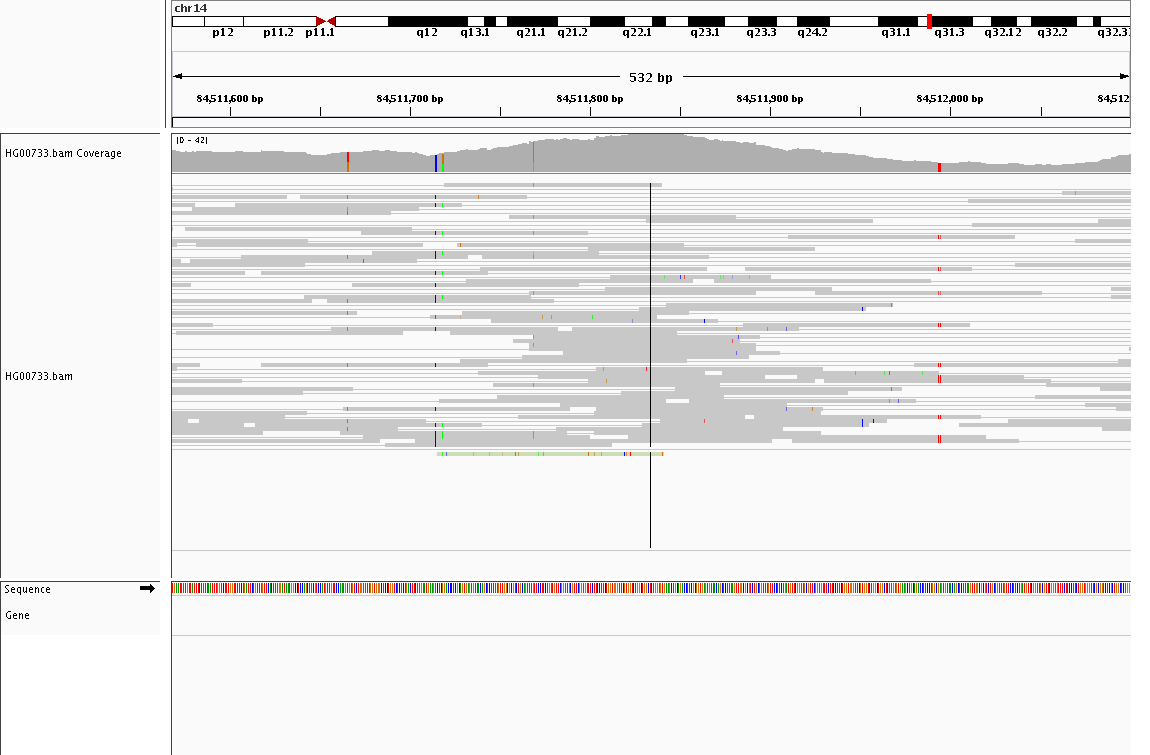 chr14
p12 p11.2 p11.1 q12 q13.1 q21.1 q21.2 q22.1 q23.1 q23.3 q24.2 q31.1 q31.3 q32.12 q32.2 q32.31
532 bp
84,511,600 bp 84,511,700 bp 84,511,800 bp 84,511,900 bp 84,512,000 bp 84,512
[0 - 42]
HG00733.bam Coverage
HG00733.bam
Sequence
Gene